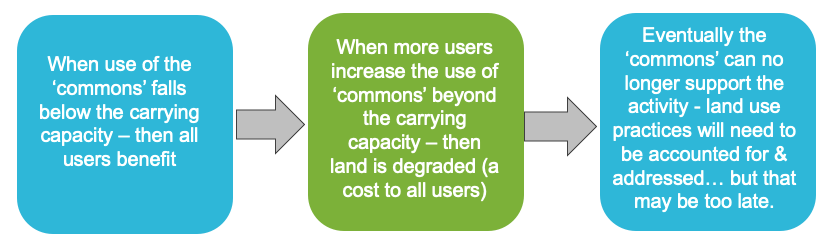 When use of the
‘commons’ falls
below the carrying
capacity – then all
users benefit
When more users
increase the use of
‘commons’ beyond
the carrying
capacity – then
land is degraded (a
cost to all users)
Eventually the
‘commons’ can no
longer support the
activity - land use
practices will need to
be accounted for &
addressed… but that
may be too late.